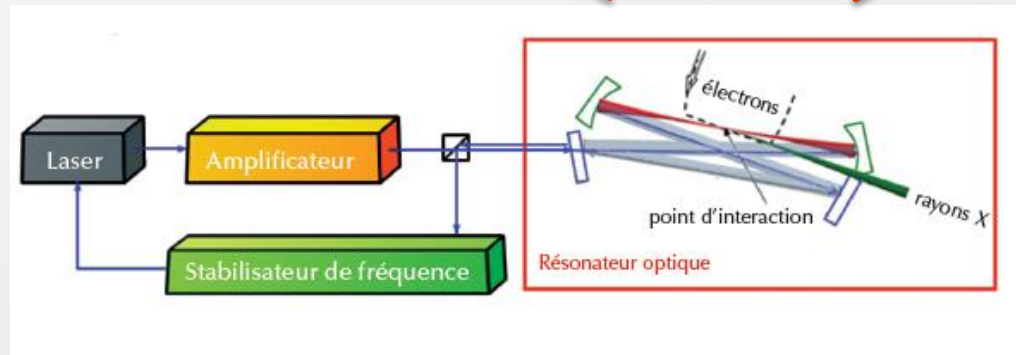 électrons
Laser
Amplificateur
point d'interaction
rayons X
Stabilisateur de fréquence
Résonateur optique